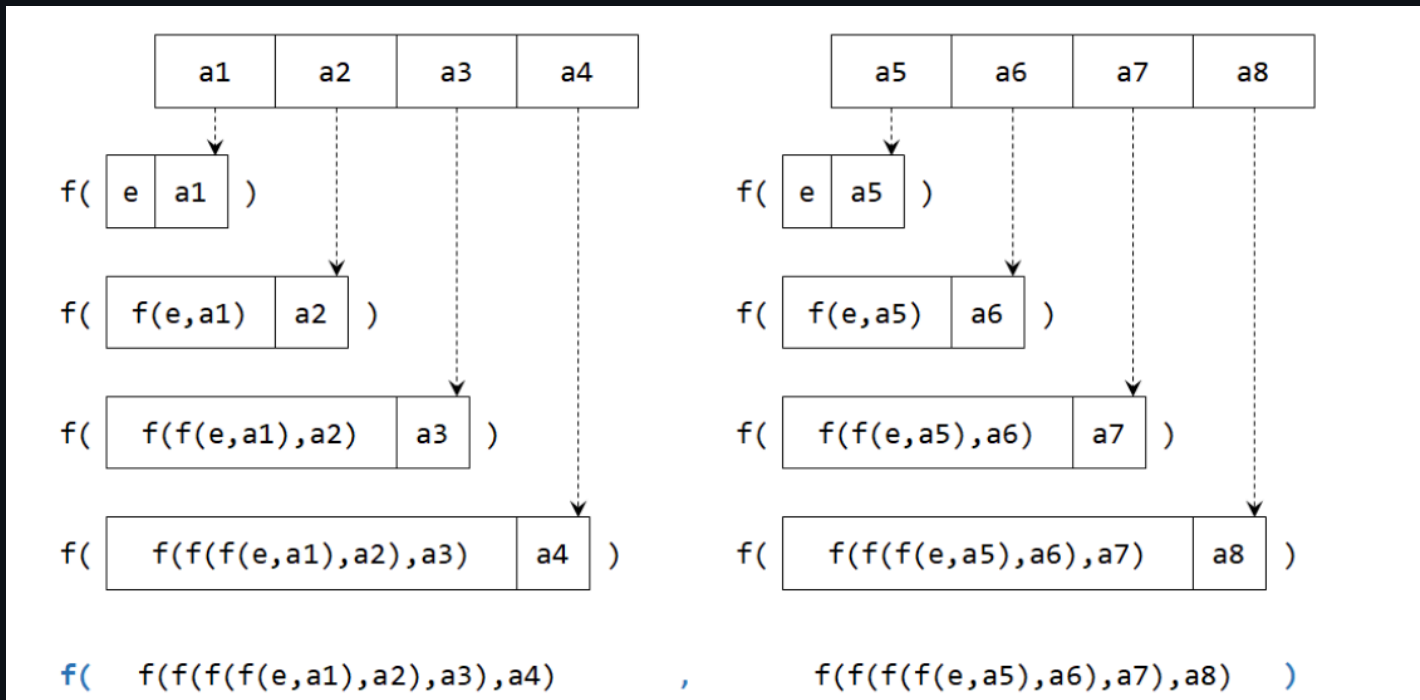 a1 a2 a3 a4 a5 a6 a7 a8
f( e a1 ) f( e a5 )
f( f(e,a1) a2 ) f( f(e,a5) a6 )
f( f(f(e,a1),a2) a3 ) f( f(f(e,a5),a6) a7 )
f( f(f(f(e,a1),a2),a3) a4 ) f( f(f(f(e,a5),a6),a7) a8 )
f( f(f(f(f(e,a1),a2),a3),a4) , f(f(f(f(e,a5),a6),a7),a8) )